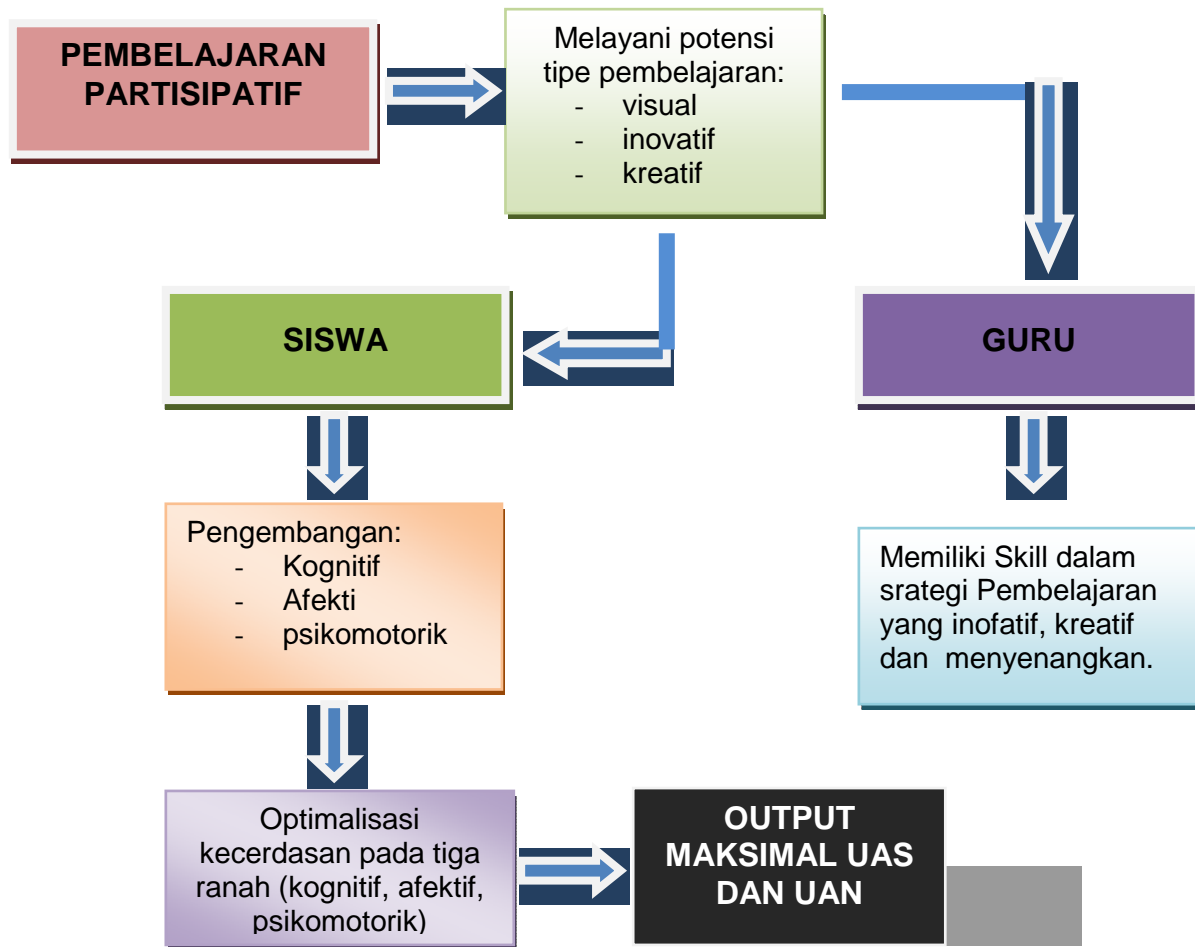 PEMBELAJARAN
PARTISIPATIF
Melayani potensi
tipe pembelajaran:
- visual
- inovatif
- kreatif
SISWA
GURU
Pengembangan:
- Kognitif
- Afekti
- psikomotorik
Memiliki Skill dalam
srategi Pembelajaran
yang inofatif, kreatif
dan menyenangkan.
Optimalisasi
kecerdasan pada tiga
ranah (kognitif, afektif,
psikomotorik)
OUTPUT
MAKSIMAL UAS
DAN UAN